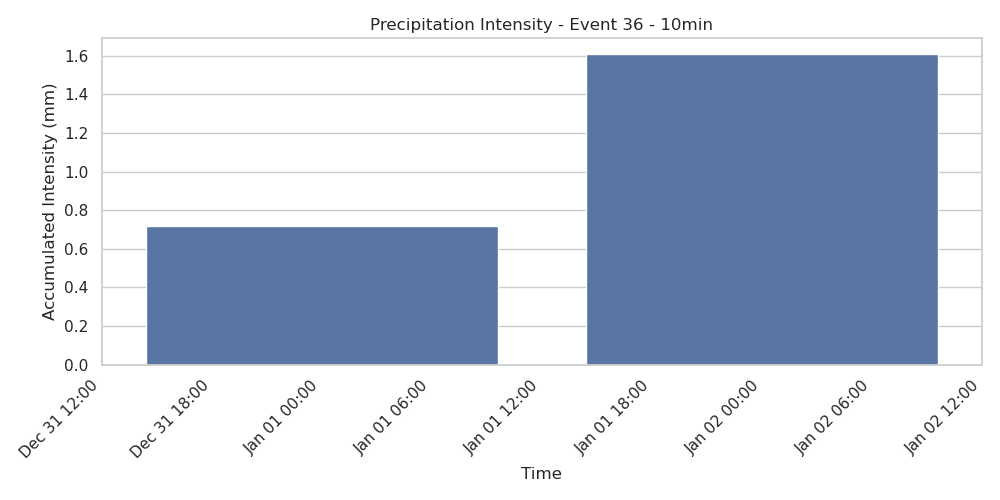 Precipitation Intensity - Event 36 - 10min
Accumulated Intensity (mm)
1.6
1.4
1.2
1.0
0.8
0.6
0.4
0.2
0.0
Dec 31 12:00
Dec 31 18:00
Jan 01 00:00
Jan 01 06:00
Jan 01 12:00
Jan 01 18:00
Jan 02 00:00
Jan 02 06:00
Jan 02 12:00
Time